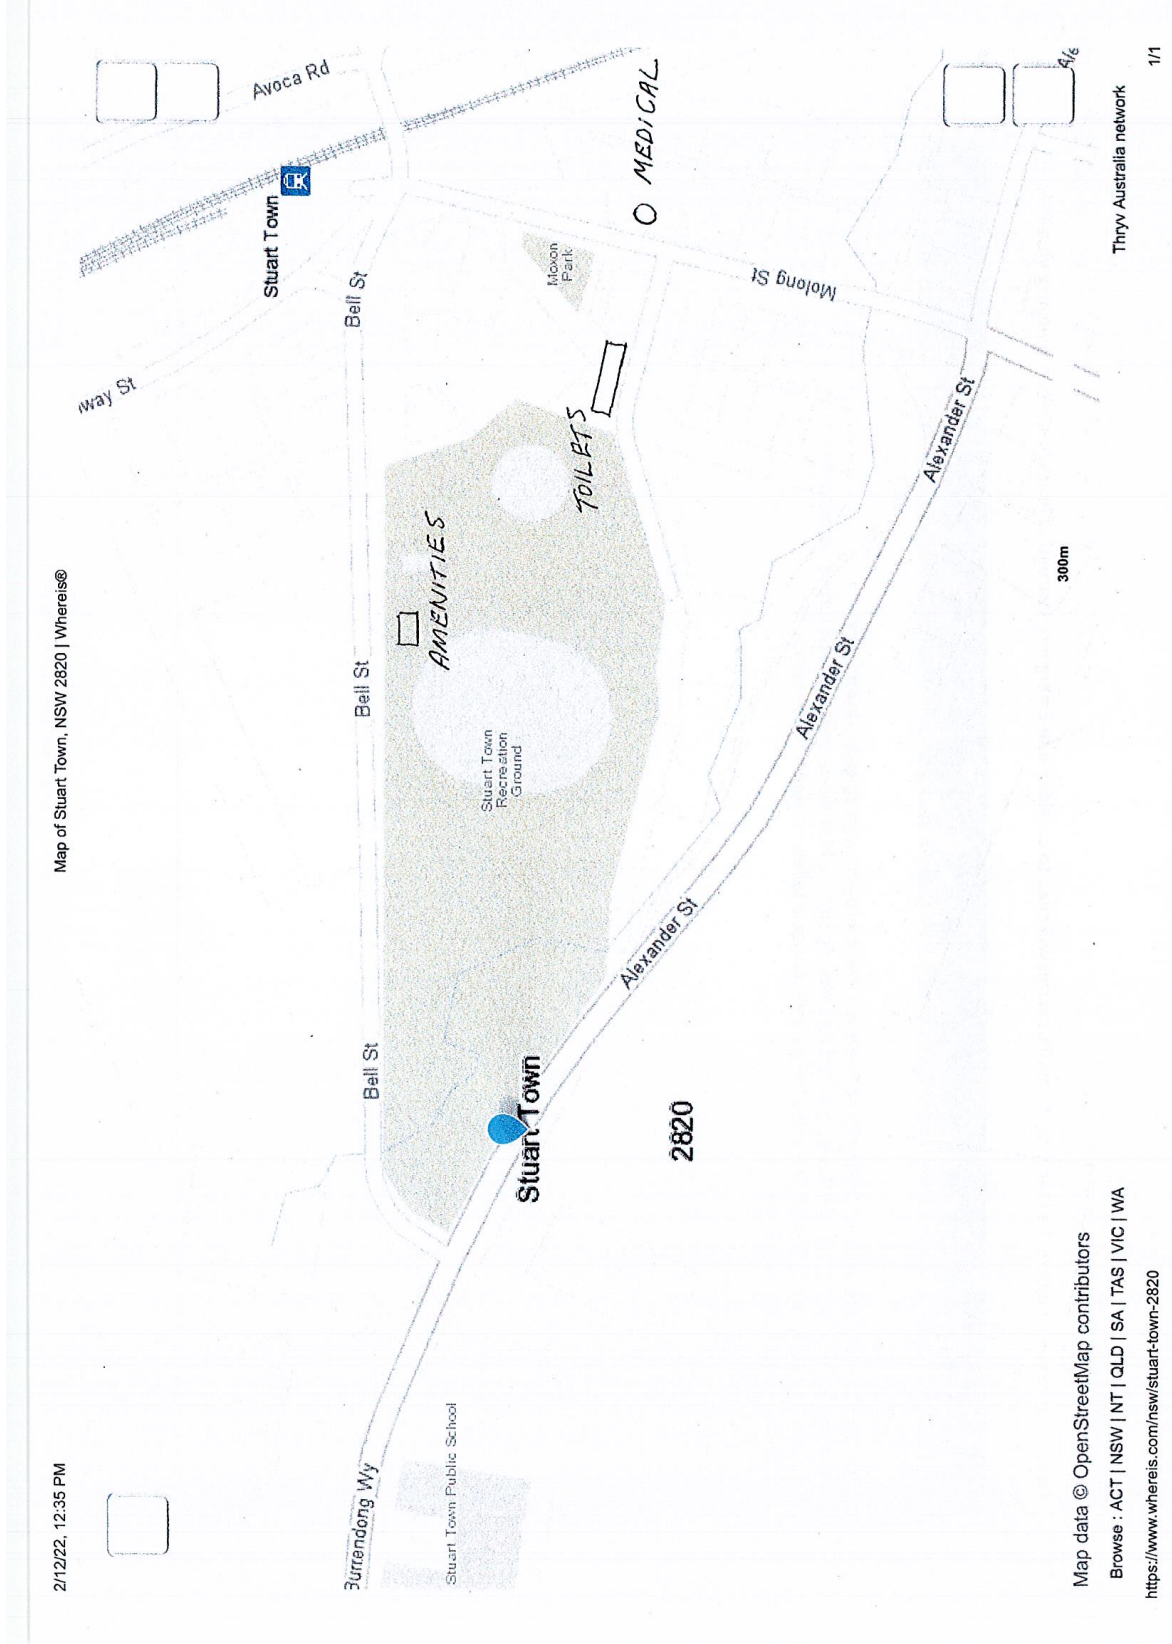 2/12/22, 12:35 PM
Map of Stuart Town, NSW 2820 | Whereis®
Avoca Rd
Stuart Town
way St
Bell St
Bell St
Bell St
Burrendong Wy
Stuart Town Public School
AMENITIES
Stuart Town
Recreation
Ground
TOILETS
Moxon
Park
MEDICAL
Molong St
Stuart Town
2820
Alexander St
Alexander St
Alexander St
300m
Map data © OpenStreetMap contributors
Browse : ACT | NSW | NT | QLD | SA | TAS | VIC | WA
Thryv Australia network
https://www.whereis.com/nsw/stuart-town-2820
1/1